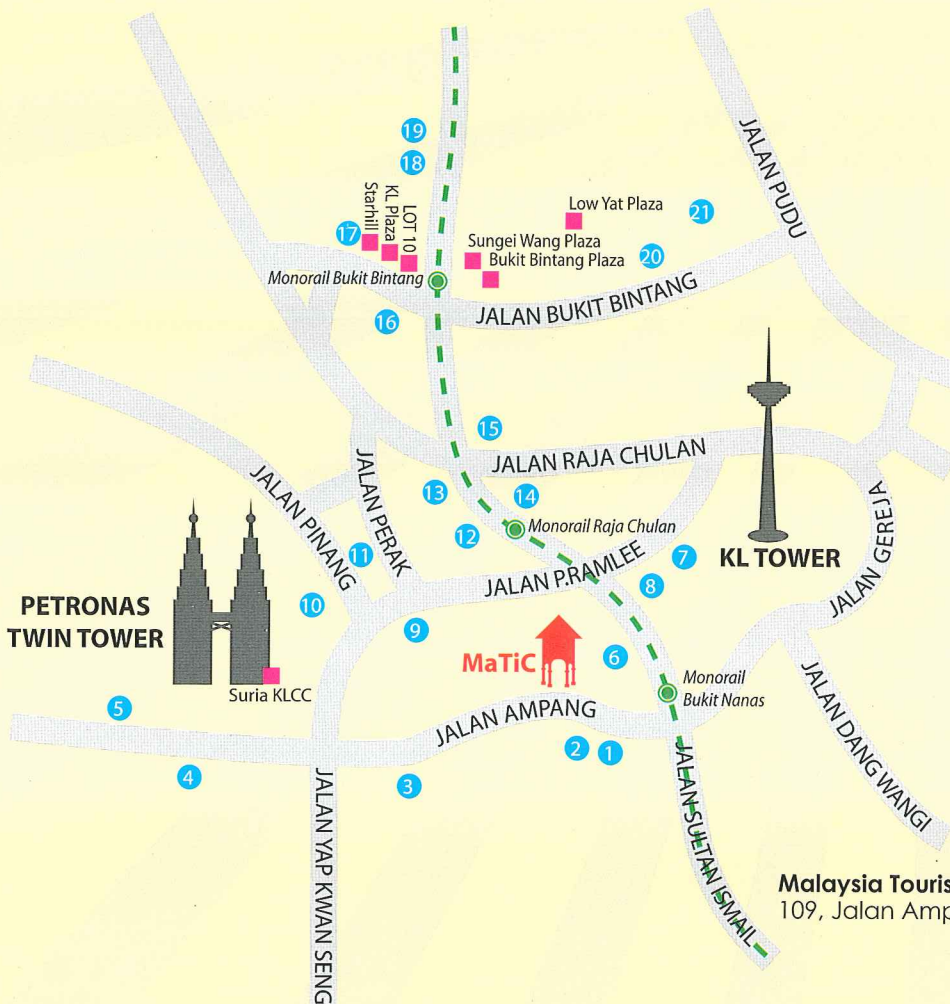 19
18
JALAN PUDU
Low Yat Plaza
21
LOT 10
KL Plaza
Starhill
17
Sungei Wang Plaza
Bukit Bintang Plaza
20
Monorail Bukit Bintang
JALAN BUKIT BINTANG
16
15
JALAN RAJA CHULAN
JALAN PERAK
JALAN PINANG
13
14
12
Monorail Raja Chulan
JALAN GEREJA
11
KL TOWER
7
JALAN P.RAMLEE
8
10
9
PETRONAS
TWIN TOWER
MaTiC
6
Suria KLCC
Monorail
Bukit Nanas
5
JALAN AMPANG
2
1
4
3
JALAN DANG WANGI
JALAN SULTAN ISMAIL
JALAN YAP KWAN SENG
Malaysia Touris
109, Jalan Amp